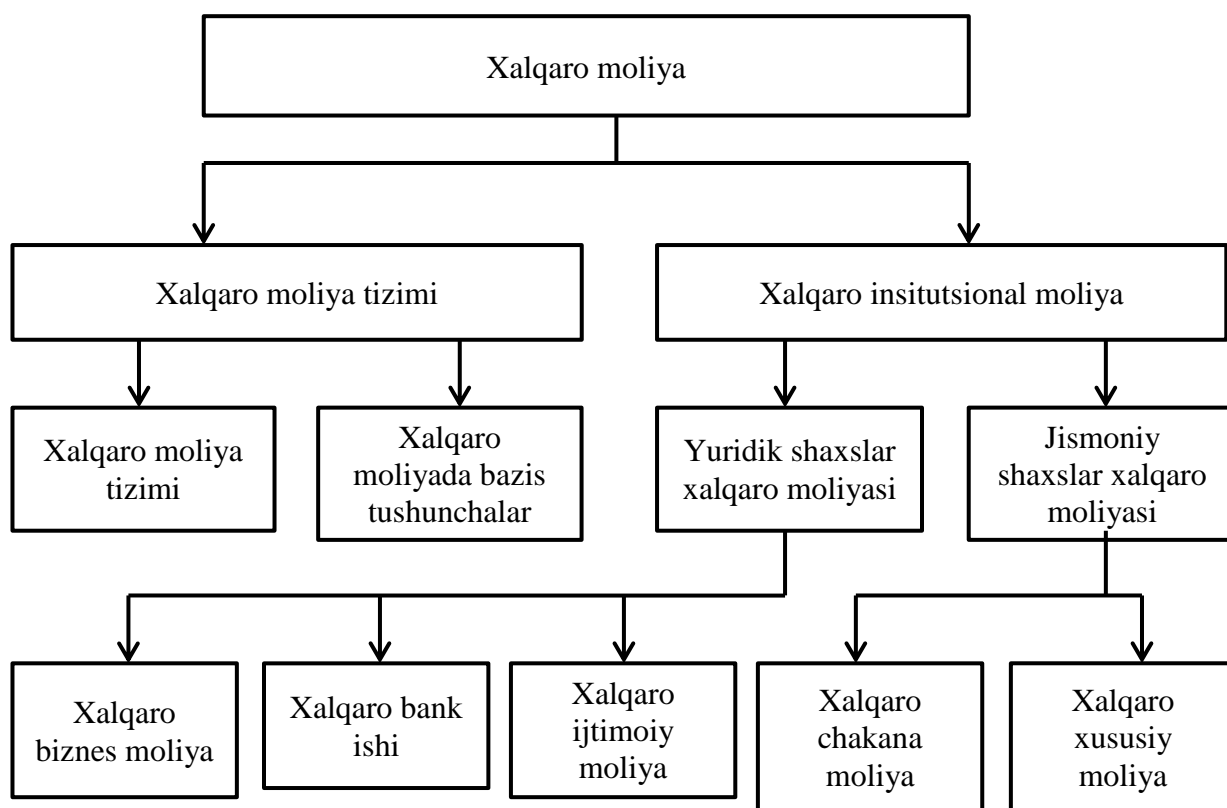 Xalqaro moliya
Xalqaro moliya tizimi
Xalqaro insitutsional moliya
Xalqaro moliya
tizimi
Xalqaro
moliyada bazis
tushunchalar
Yuridik shaxslar
xalqaro moliyasi
Jismoniy
shaxslar xalqaro
moliyasi
Xalqaro
biznes moliya
Xalqaro bank
ishi
Xalqaro
ijtimoiy
moliya
Xalqaro
chakana
moliya
Xalqaro
xususiy
moliya